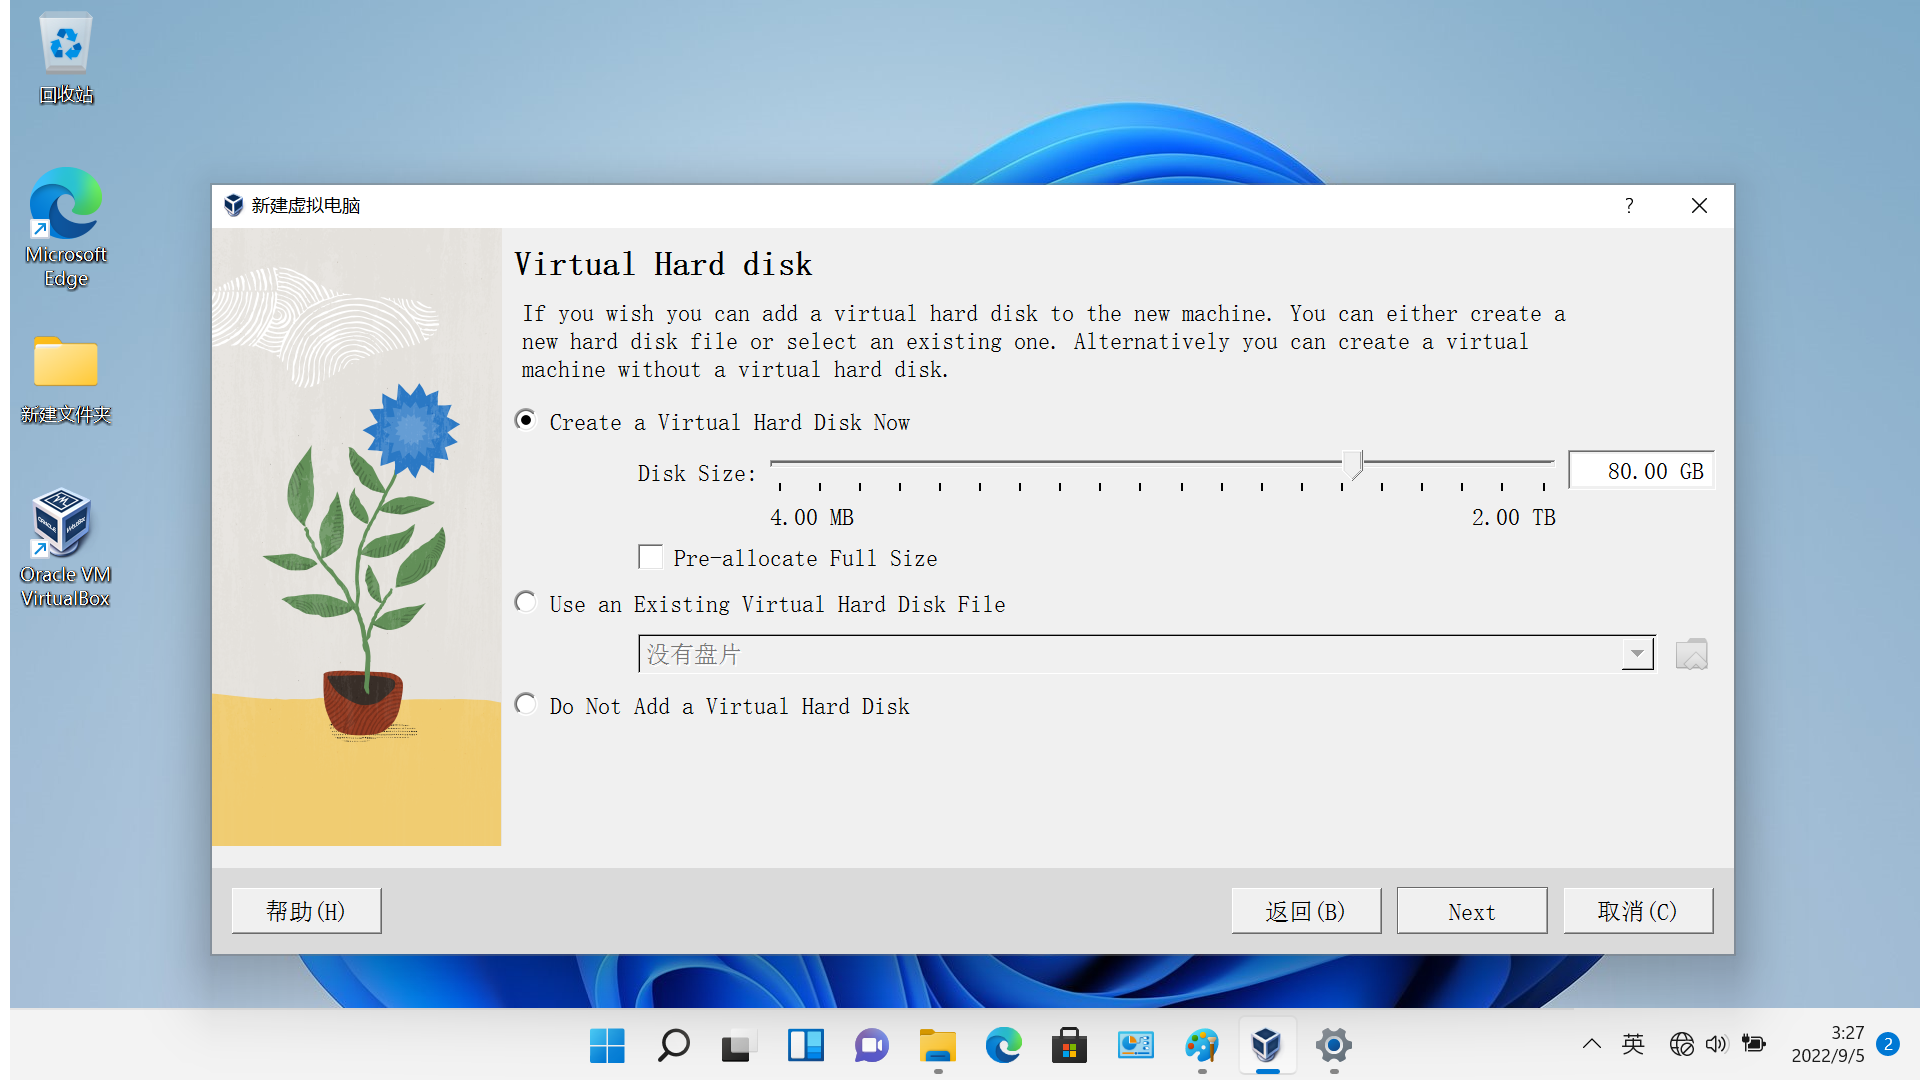 回收站
Microsoft
Edge
新建文件夹
Oracle VM
VirtualBox
新建虚拟电脑
?
Virtual Hard disk
If you wish you can add a virtual hard disk to the new machine. You can either create a
new hard disk file or select an existing one. Alternatively you can create a virtual
machine without a virtual hard disk.
Create a Virtual Hard Disk Now
Disk Size:
80.00 GB
4.00 MB
2.00 TB
Pre-allocate Full Size
Use an Existing Virtual Hard Disk File
没有盘片
Do Not Add a Virtual Hard Disk
帮助(H)
返回(B)
Next
取消(C)
英
3:27
2022/9/5
2